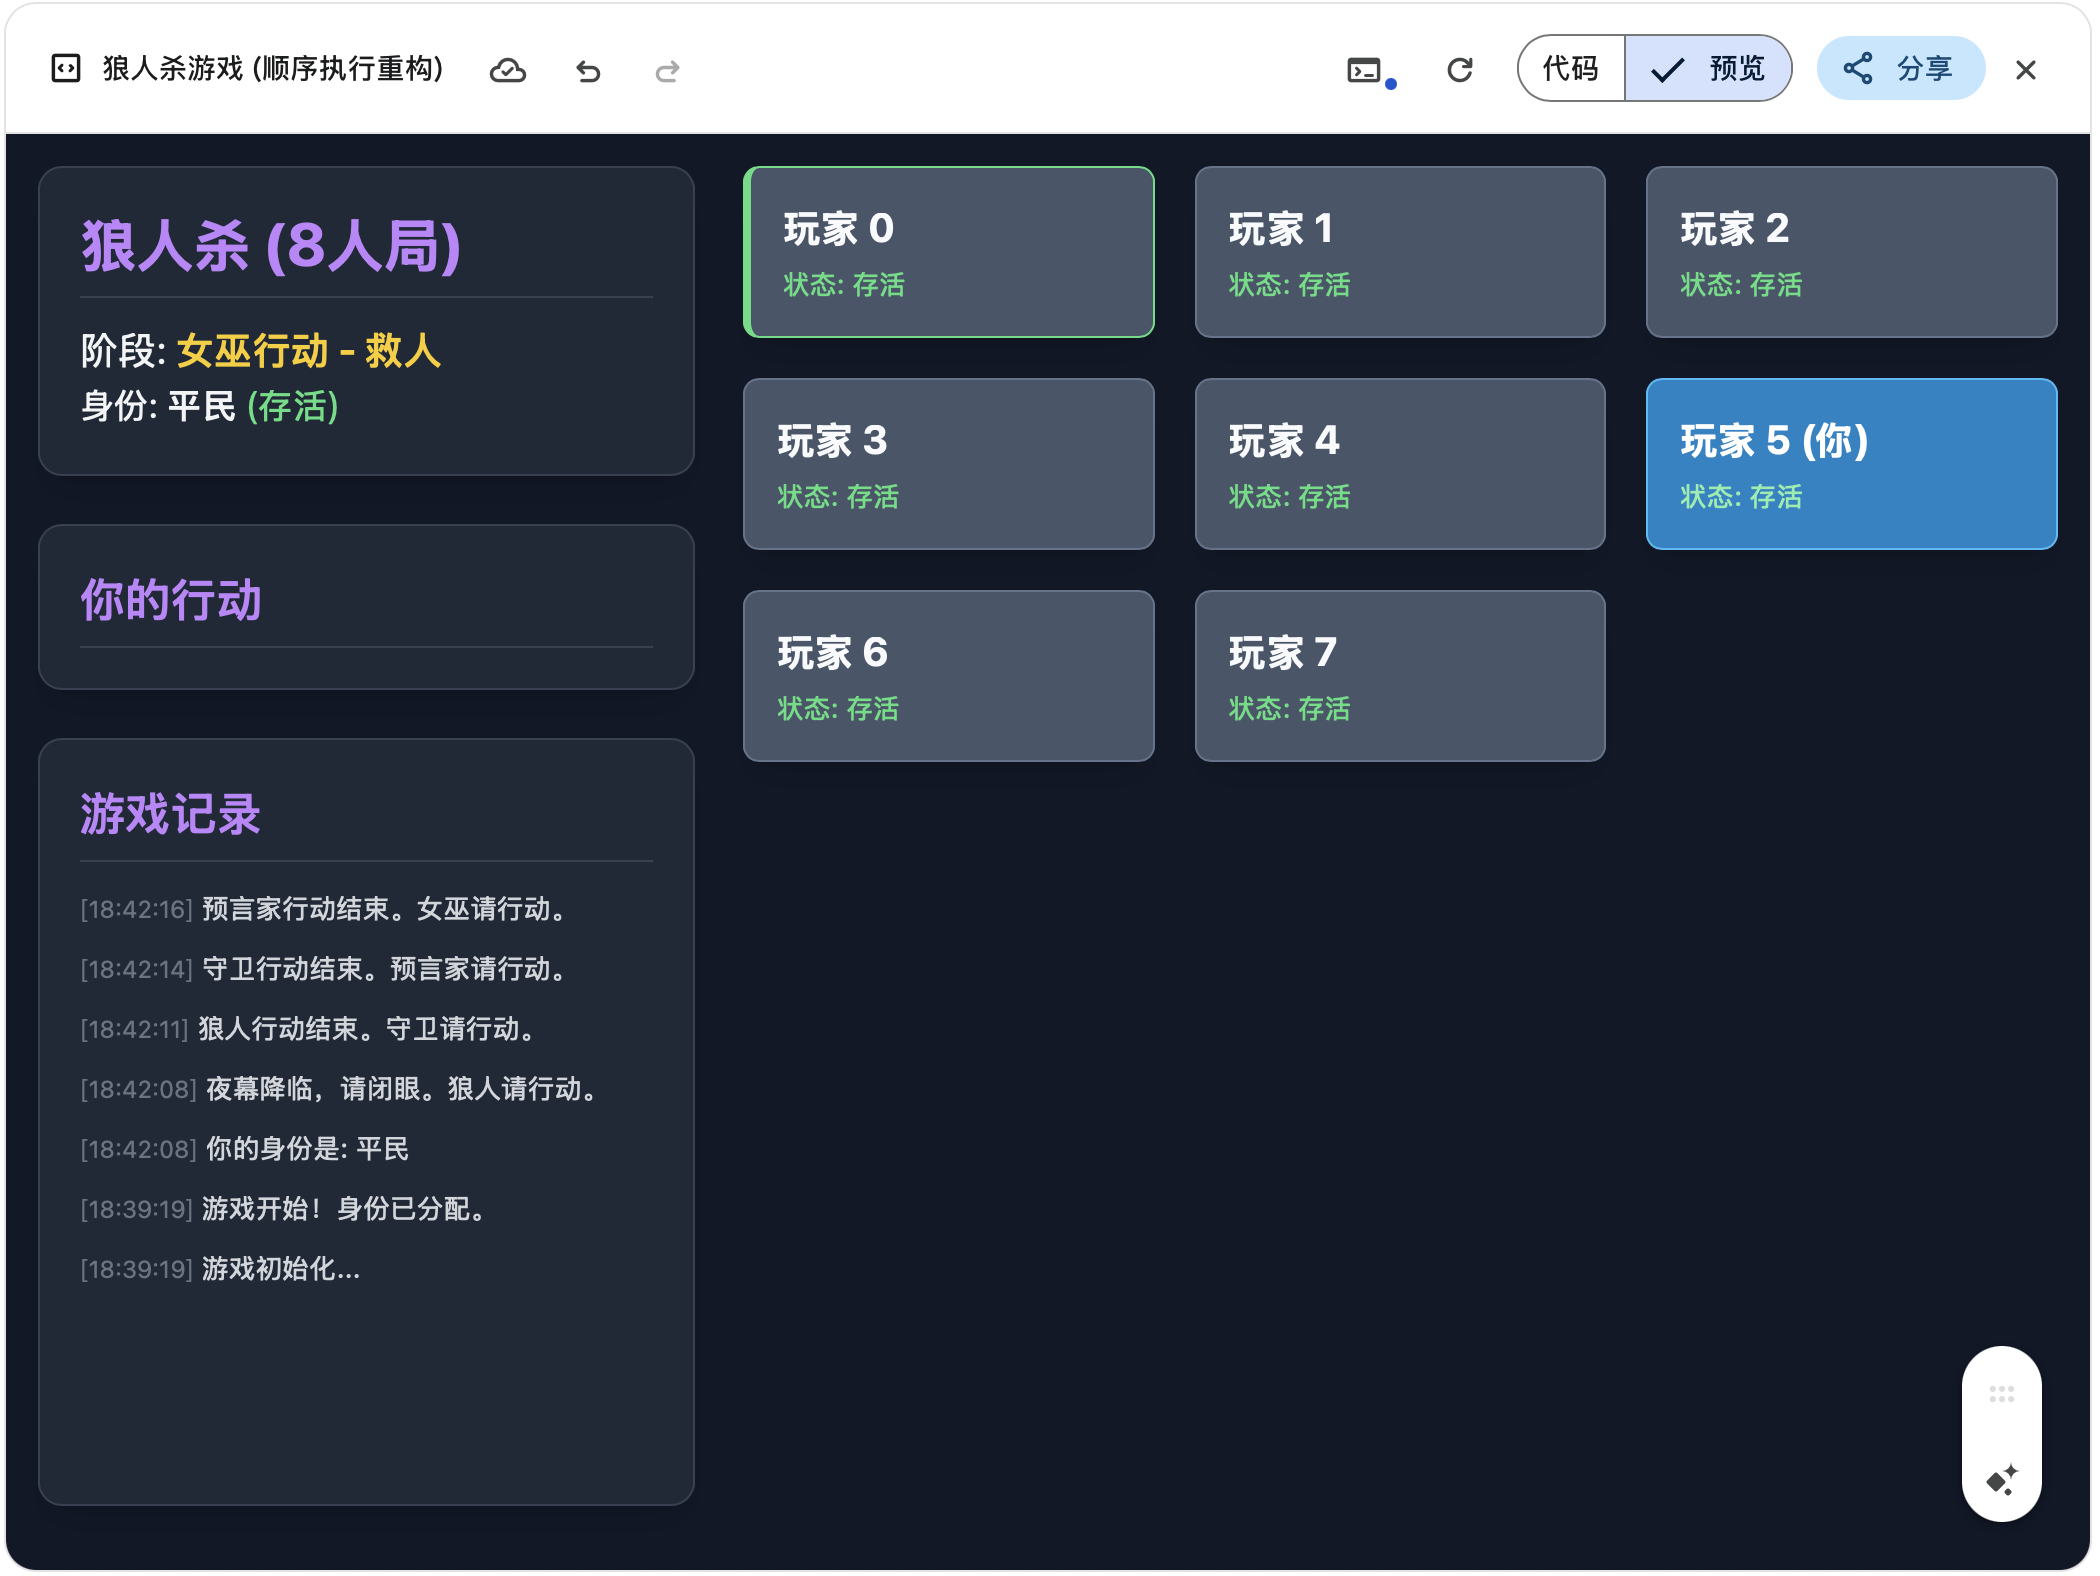 狼人杀游戏 (顺序执行重构)
代码
预览
分享
狼人杀 (8人局)
阶段: 女巫行动 - 救人
身份: 平民 (存活)
你的行动
游戏记录
[18:42:16] 预言家行动结束。女巫请行动。
[18:42:14] 守卫行动结束。预言家请行动。
[18:42:11] 狼人行动结束。守卫请行动。
[18:42:08] 夜幕降临，请闭眼。狼人请行动。
[18:42:08] 你的身份是: 平民
[18:39:19] 游戏开始！身份已分配。
[18:39:19] 游戏初始化...
玩家 0
状态: 存活
玩家 1
状态: 存活
玩家 2
状态: 存活
玩家 3
状态: 存活
玩家 4
状态: 存活
玩家 5 (你)
状态: 存活
玩家 6
状态: 存活
玩家 7
状态: 存活